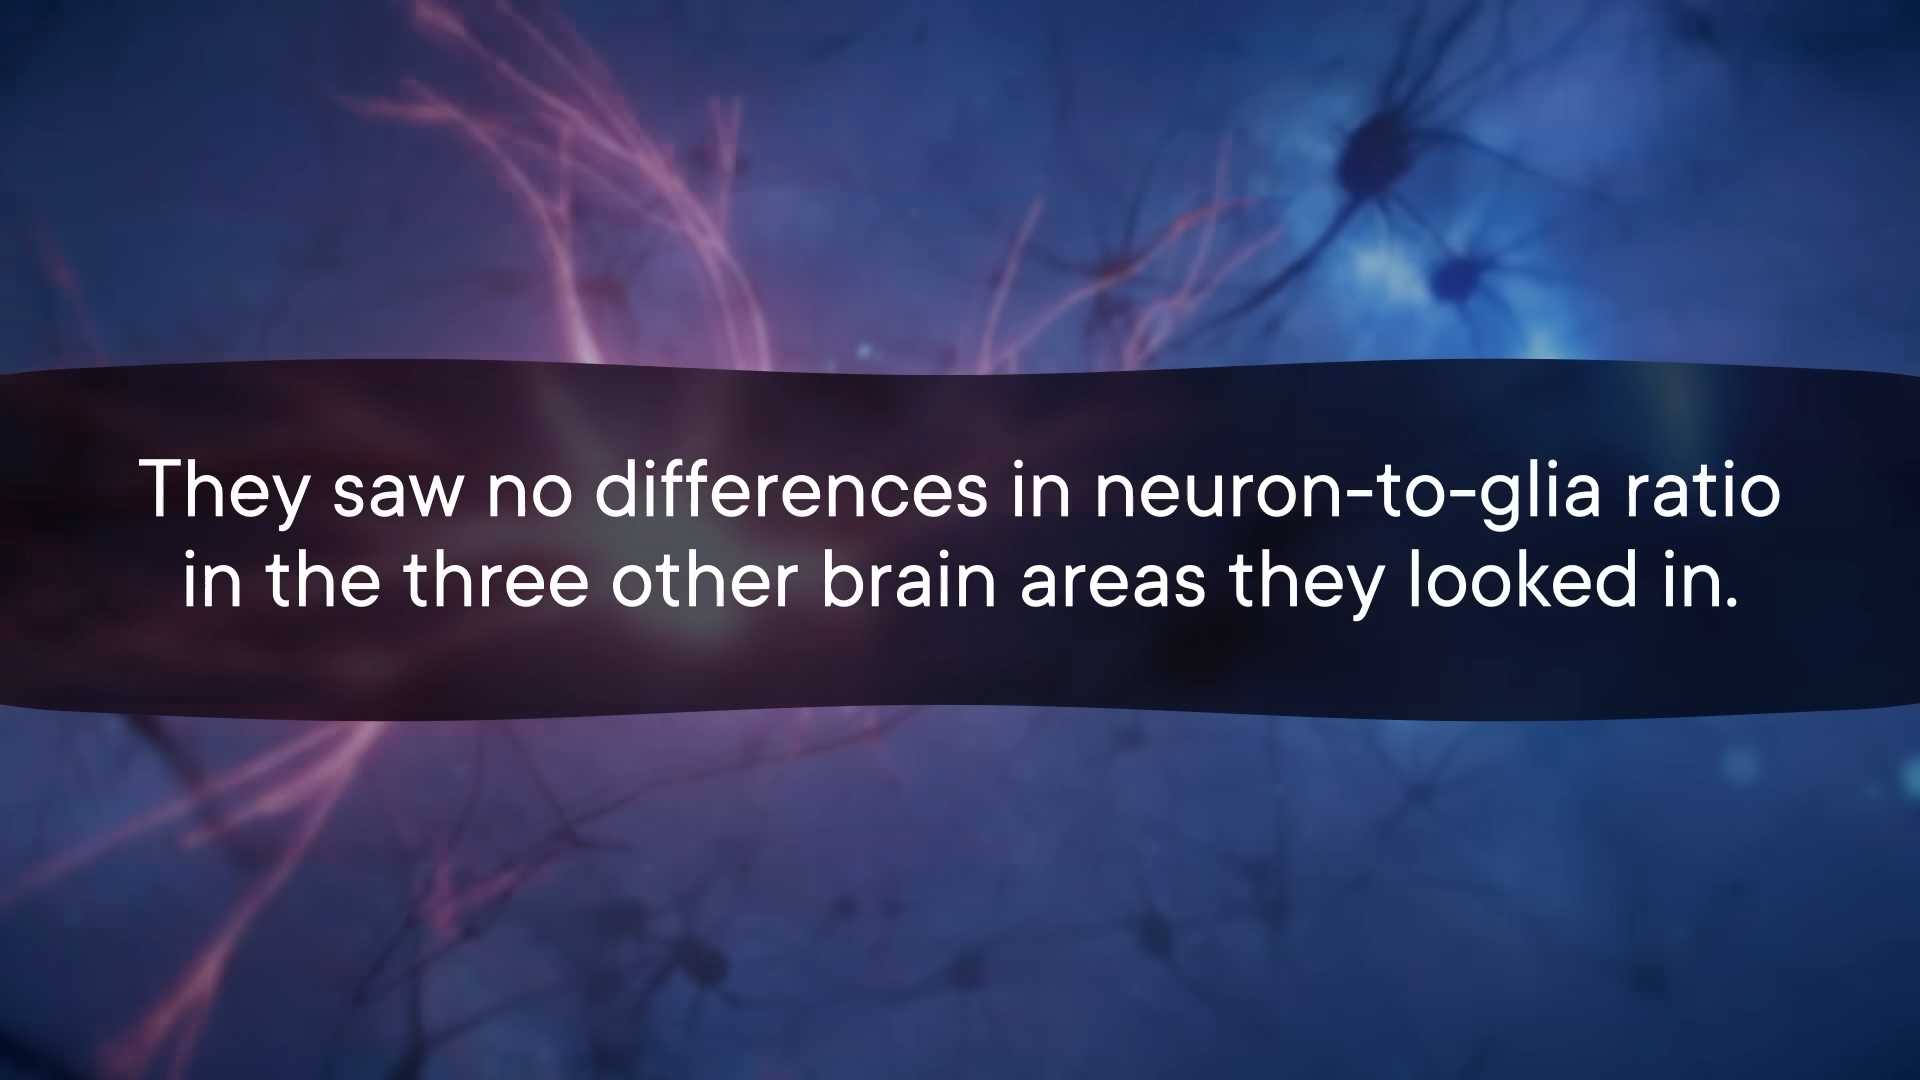 They saw no differences in neuron-to-glia ratio
in the three other brain areas they looked in.